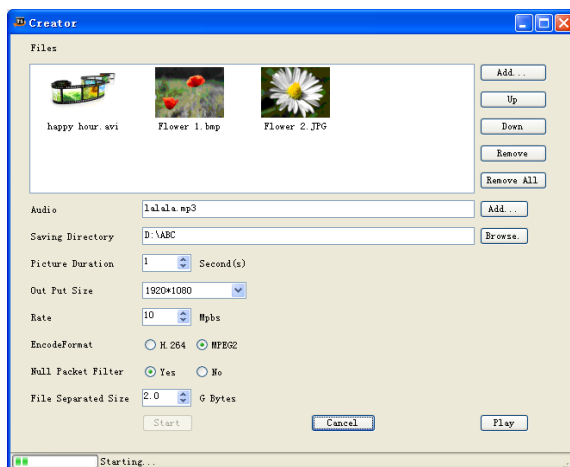 Creator
Files
Add...
Up
Down
Remove
Remove All
happy hour.avi Flower 1.bmp Flower 2.JPG
Audio lalala.mp3 Add...
Saving Directory D:\ABC Browse.
Picture Duration 1 Second(s)
Out Put Size 1920*1080
Rate 10 Mpbs
EncodeFormat H.264 MPEG2
Null Packet Filter Yes No
File Separated Size 2.0 G Bytes
Start Cancel Play
Starting...